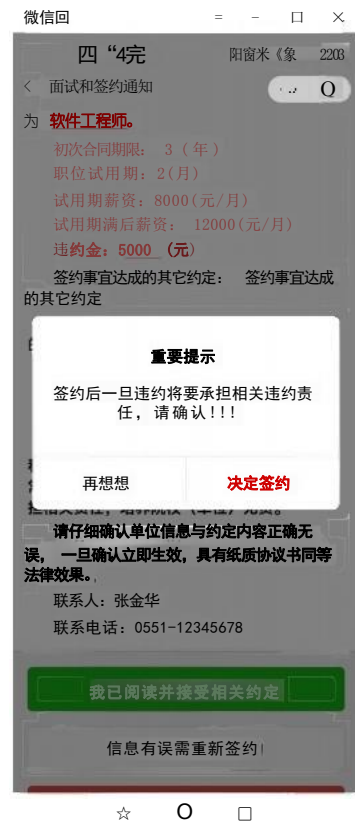 微信回
四 “4完 阳窗米《象 2203
面试和签约通知
为 软件工程师。
初次合同期限: 3 (年)
职位试用期: 2(月)
试用期薪资: 8000(元/月)
试用期满后薪资: 12000(元/月)
违约金: 5000 (元)
签约事宜达成的其它约定: 签约事宜达成
的其它约定
重要提示
签约后一旦违约将要承担相关违约责
任, 请确认!!!
再想想 决定签约
请仔细确认单位信息与约定内容正确无
误, 一旦确认立即生效, 具有纸质协议书同等
法律效果。
联系人: 张金华
联系电话: 0551-12345678
我已阅读并接受相关约定
信息有误需重新签约